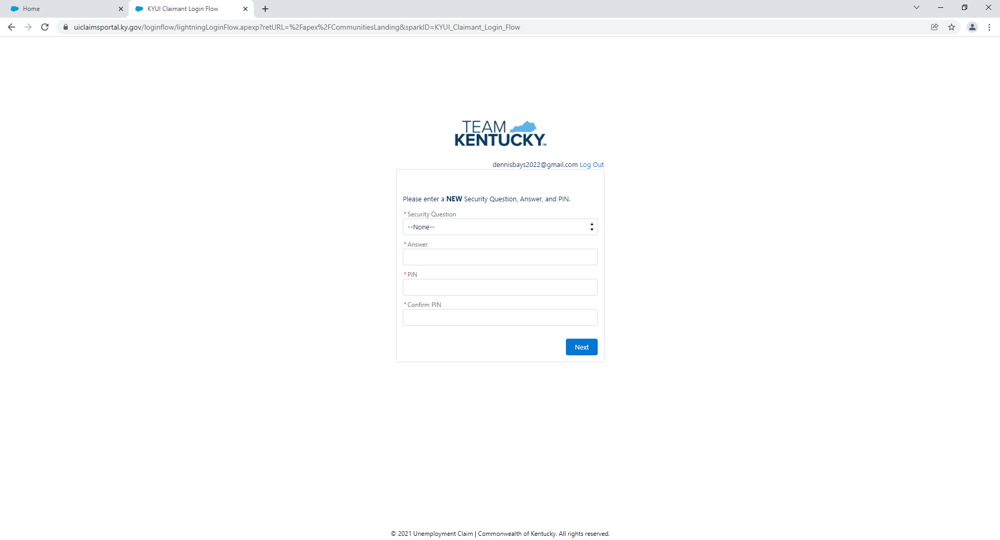 Home
KYUI Claimant Login Flow
uiclaimsportal.ky.gov/loginflow/lightningLoginFlow.apexp?retURL=%2Fapex%2FCommunitiesLanding&sparkID=KYUI_Claimant_Login_Flow
TEAM
KENTUCKY™
dennisbays2022@gmail.com Log Out
Please enter a NEW Security Question, Answer, and PIN.
*Security Question
--None--
*Answer
*PIN
*Confirm PIN
Next
© 2021 Unemployment Claim | Commonwealth of Kentucky. All rights reserved.